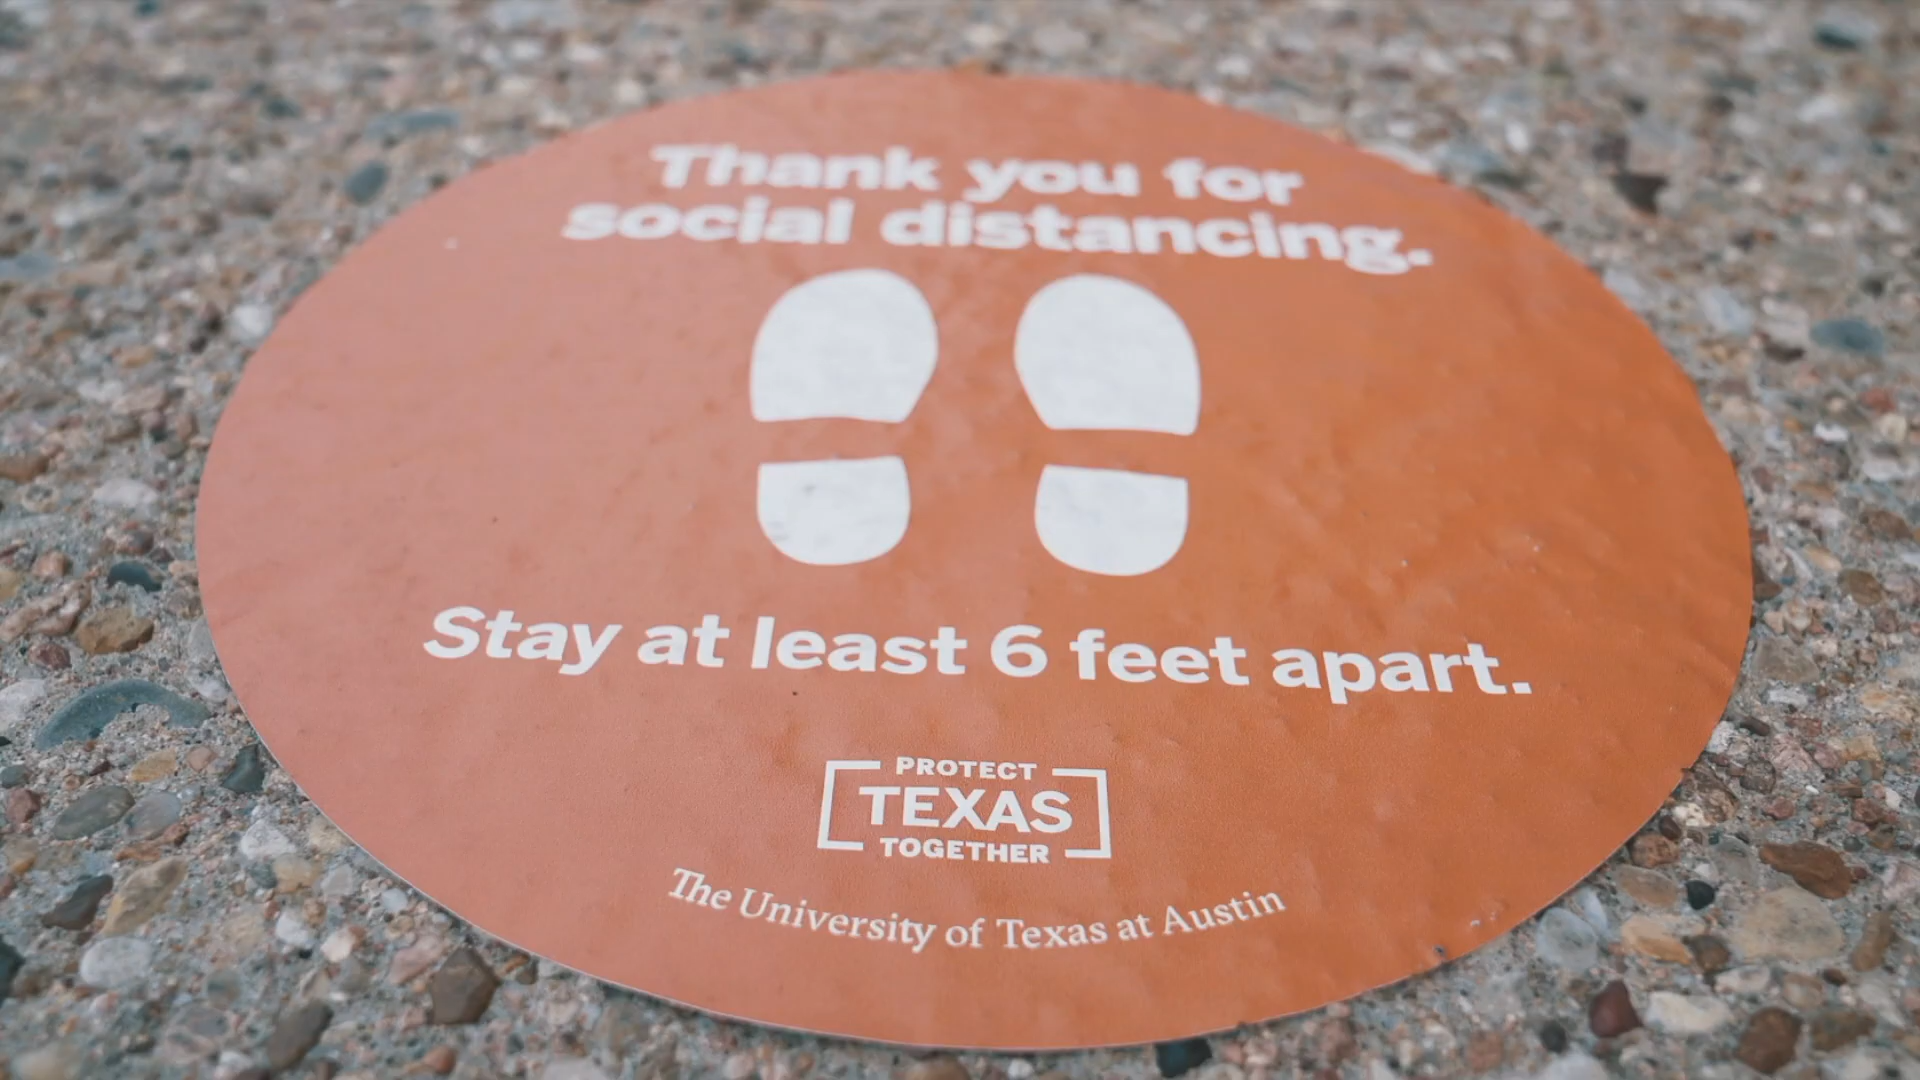 Thank you for
social distancing.
Stay at least 6 feet apart.
PROTECT
TEXAS
TOGETHER
The University of Texas at Austin